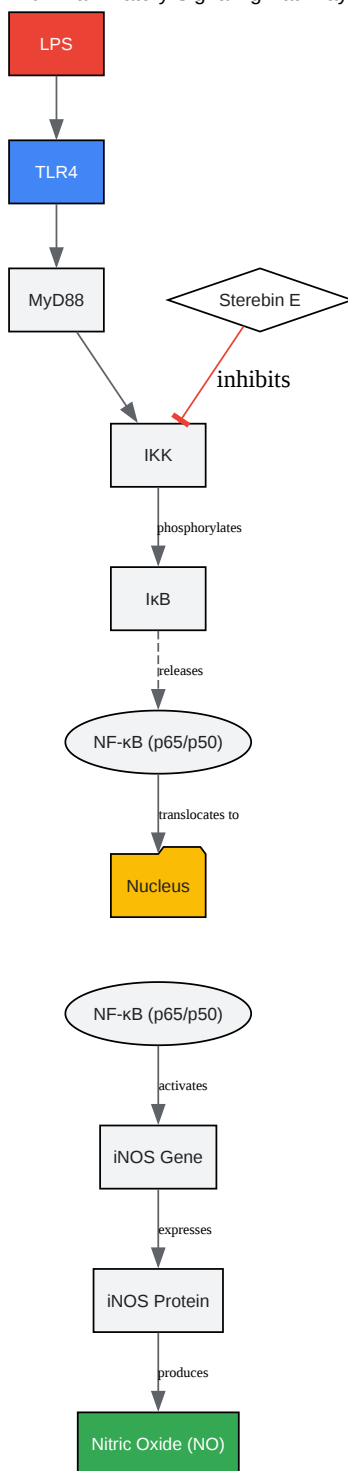 LPS
TLR4
MyD88
Sterebin E
inhibits
IKK
phosphorylates
IκB
releases
NF-κB (p65/p50)
translocates to
Nucleus
NF-κB (p65/p50)
activates
iNOS Gene
expresses
iNOS Protein
produces
Nitric Oxide (NO)